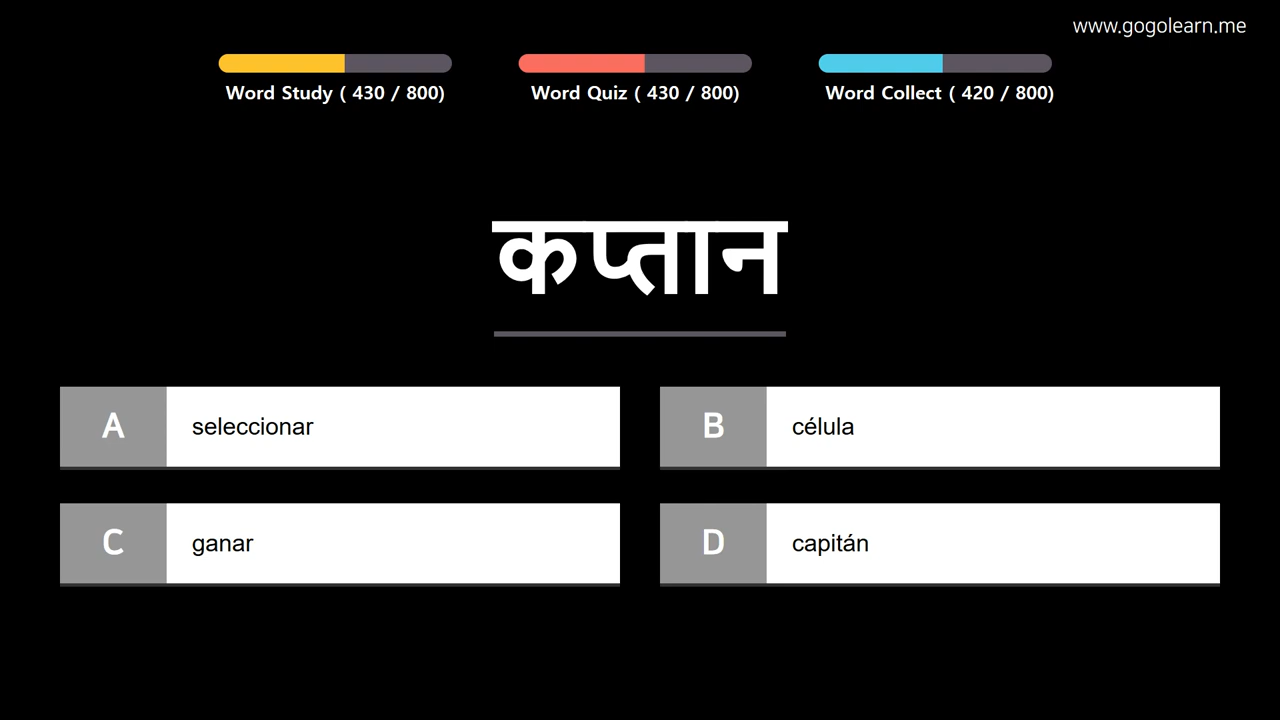 www.gogolearn.me
Word Study ( 430 / 800)
Word Quiz ( 430 / 800)
Word Collect ( 420 / 800)
कप्तान
A seleccionar
B célula
C ganar
D capitán